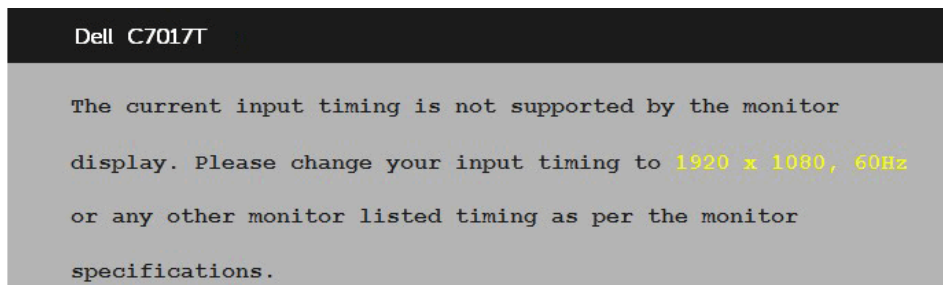 Dell C7017T
The current input timing is not supported by the monitor
display. Please change your input timing to 1920 x 1080, 60Hz
or any other monitor listed timing as per the monitor
specifications.